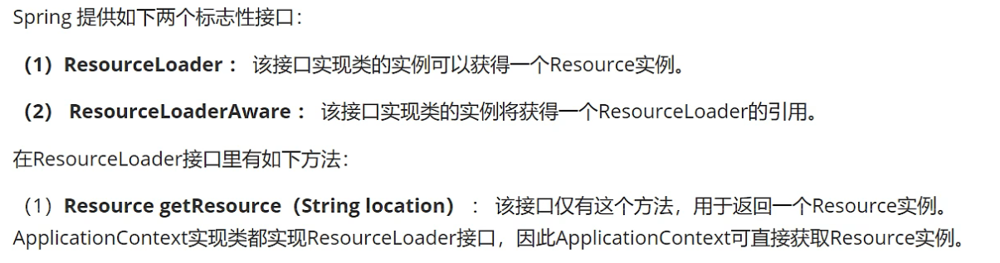 Spring 提供如下两个标志性接口：
（1）ResourceLoader ： 该接口实现类的实例可以获得一个Resource实例。
（2） ResourceLoaderAware ： 该接口实现类的实例将获得一个ResourceLoader的引用。
在ResourceLoader接口里有如下方法：
（1）Resource getResource（String location） ： 该接口仅有这个方法，用于返回一个Resource实例。
ApplicationContext实现类都实现ResourceLoader接口，因此ApplicationContext可直接获取Resource实例。